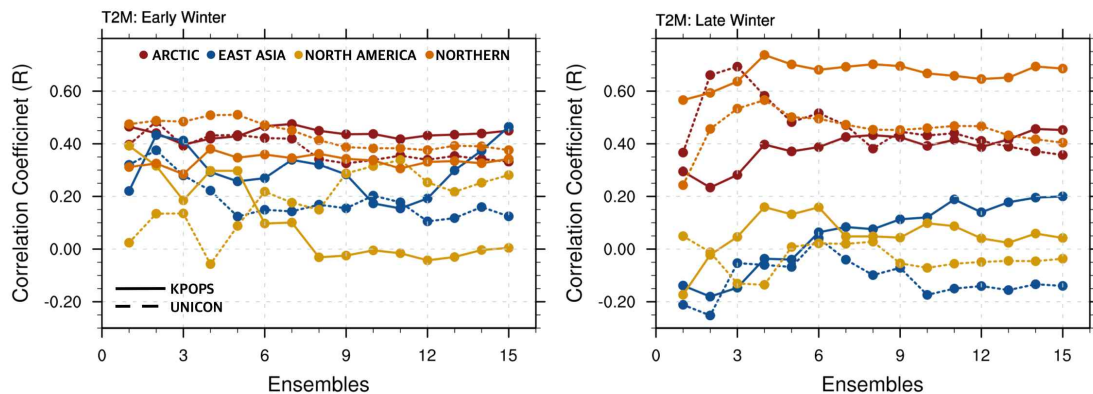 T2M: Early Winter
ARCTIC EAST ASIA NORTH AMERICA NORTHERN
Correlation Coefficinet (R)
0.60
0.40
0.20
0.00
-0.20
KPOPS
UNICON
0 3 6 9 12 15
Ensembles
T2M: Late Winter
Correlation Coefficinet (R)
0.60
0.40
0.20
0.00
-0.20
0 3 6 9 12 15
Ensembles